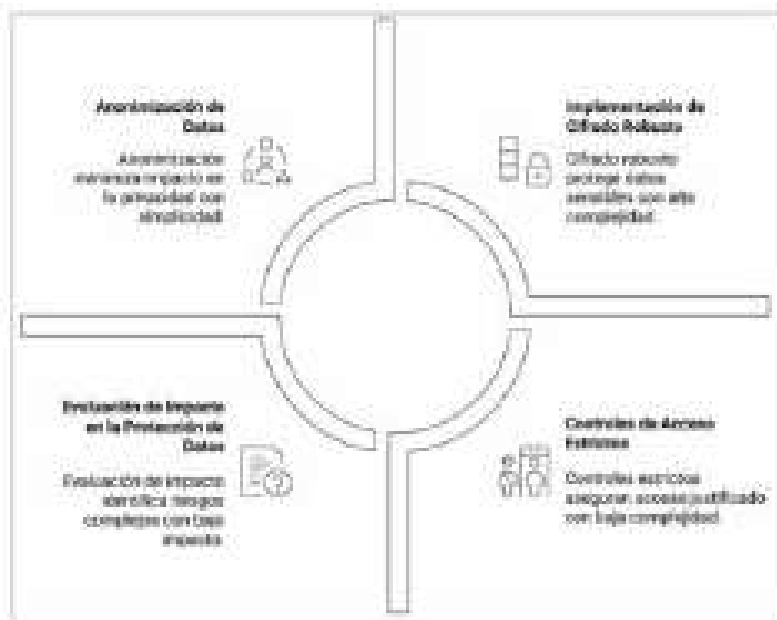 Anonimización de
Datos
Anonimización
minimiza impacto en
la privacidad con
simplicidad.
Implementación de
Cifrado Robusto
Cifrado robusto
protege datos
sensibles con alta
complejidad.
Evaluación de Impacto
en la Protección de
Datos
Evaluación de impacto
identifica riesgos
complejos con bajo
impacto.
Controles de Acceso
Estrictos
Controles estrictos
aseguran acceso justificado
con baja complejidad.